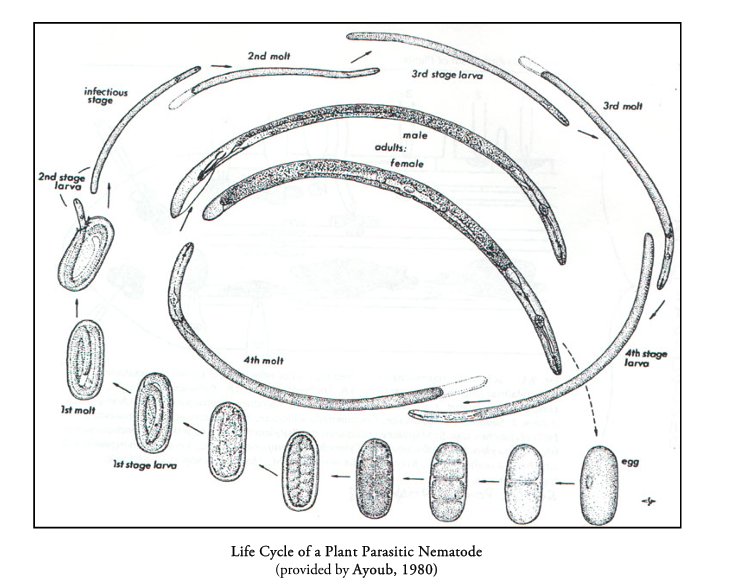 2nd molt
infectious
stage
3rd stage larva
3rd molt
male
adults:
female
2nd stage
larva
4th molt
4th stage
larva
1st molt
1st stage larva
egg
Life Cycle of a Plant Parasitic Nematode
(provided by Ayoub, 1980)